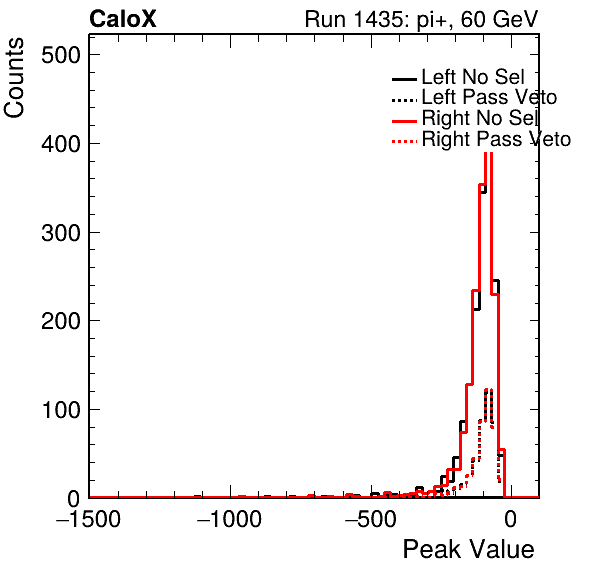 CaloX Run 1435: pi+, 60 GeV
Counts
500
400
300
200
100
0
Left No Sel
Left Pass Veto
Right No Sel
Right Pass Veto
−1500 −1000 −500 0
Peak Value